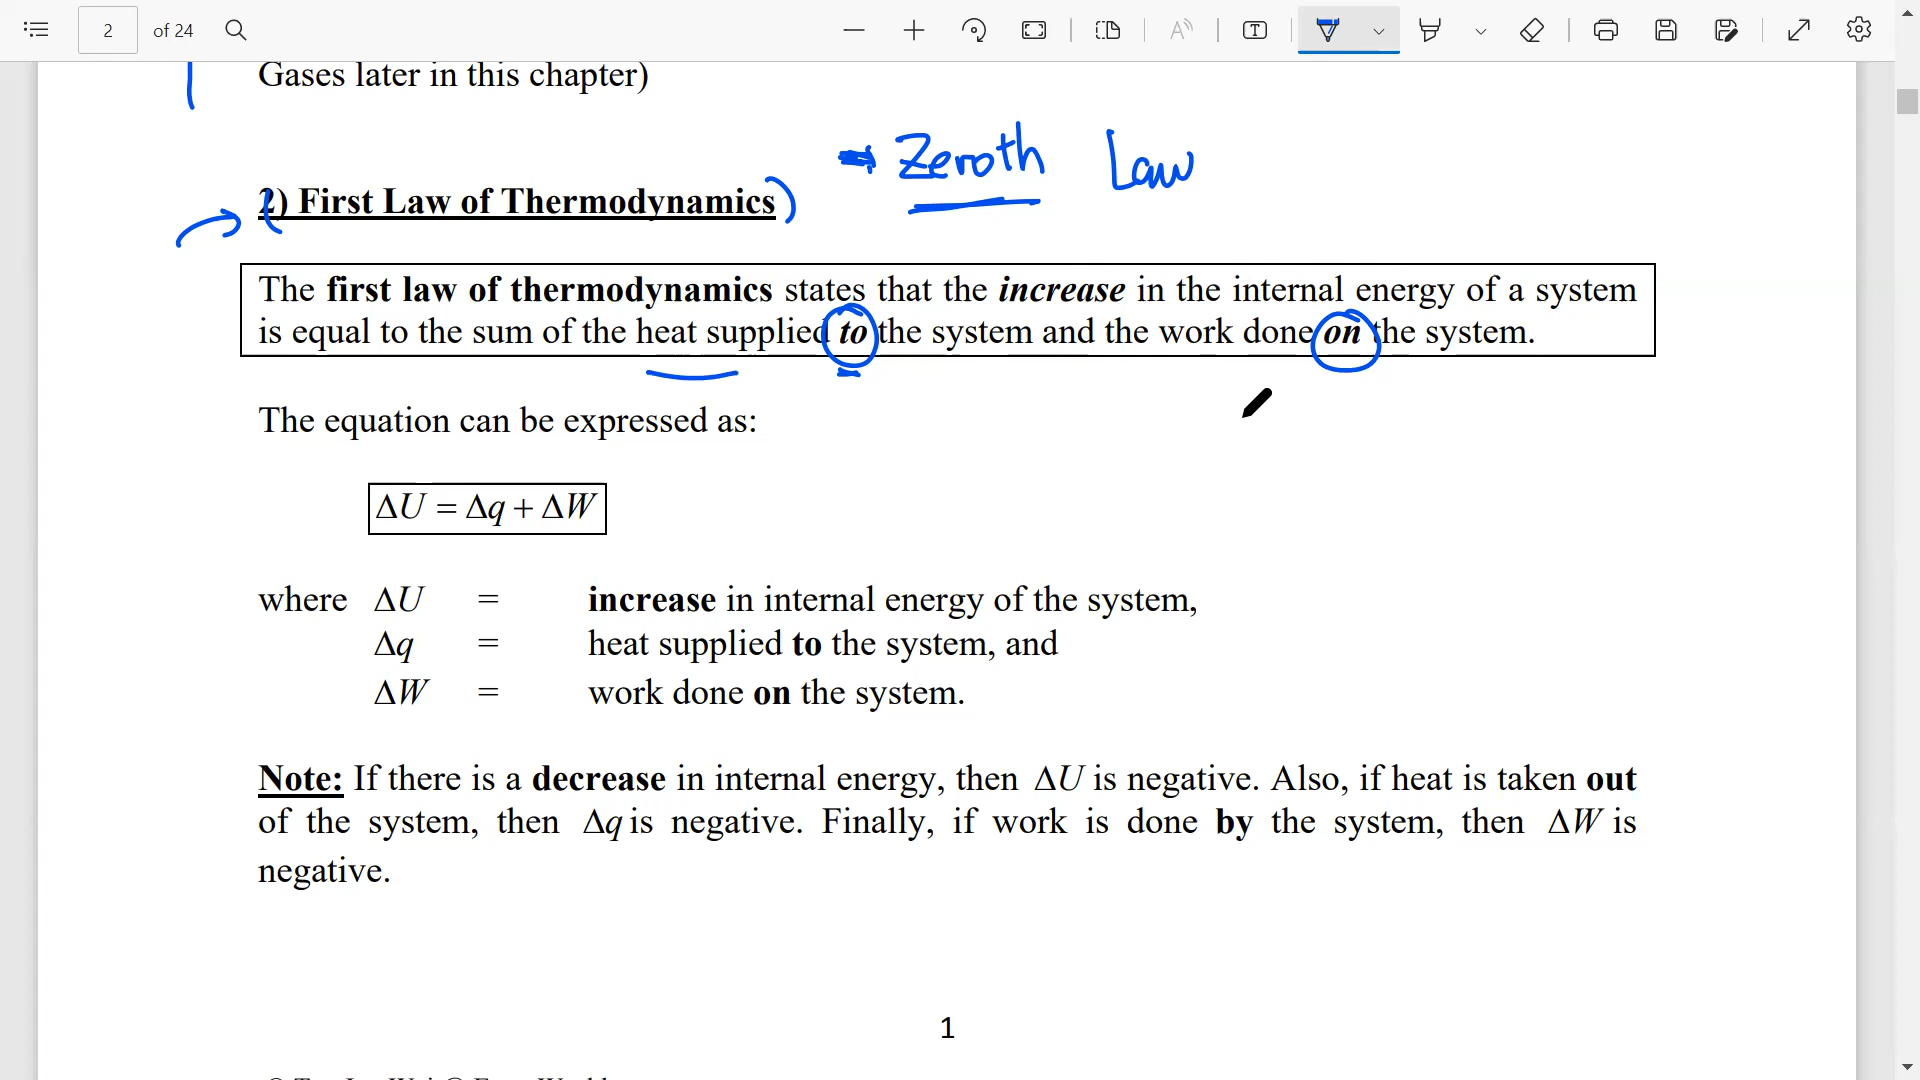 2
of 24
Gases later in this chapter)
Zeroth Law
2) First Law of Thermodynamics
The first law of thermodynamics states that the increase in the internal energy of a system
is equal to the sum of the heat supplied to the system and the work done on the system.
The equation can be expressed as:
ΔU = Δq + ΔW
where ΔU = increase in internal energy of the system,
Δq = heat supplied to the system, and
ΔW = work done on the system.
Note: If there is a decrease in internal energy, then ΔU is negative. Also, if heat is taken out
of the system, then Δq is negative. Finally, if work is done by the system, then ΔW is
negative.
1